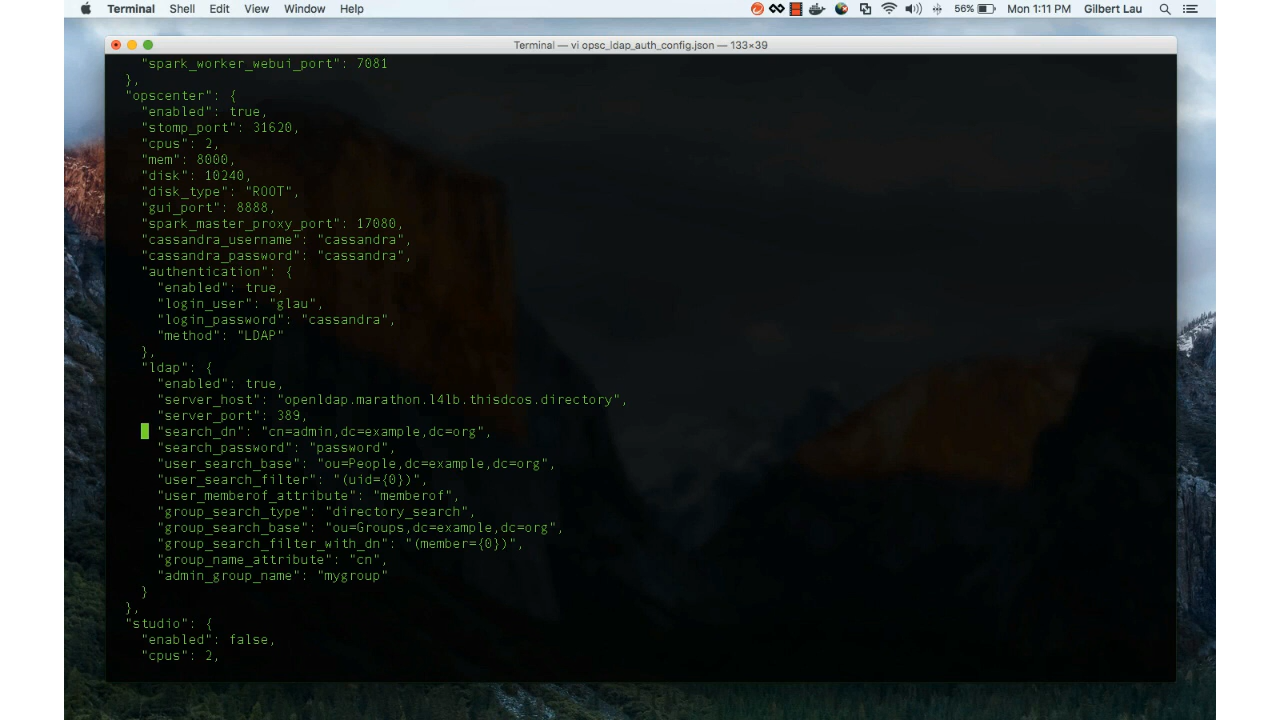 Terminal Shell Edit View Window Help 56% Mon 1:11 PM Gilbert Lau
Terminal — vi opsc_ldap_auth_config.json — 133×39
"spark_worker_webui_port": 7081
},
"opscenter": {
"enabled": true,
"stomp_port": 31620,
"cpus": 2,
"mem": 8000,
"disk": 10240,
"disk_type": "ROOT",
"gui_port": 8888,
"spark_master_proxy_port": 17080,
"cassandra_username": "cassandra",
"cassandra_password": "cassandra",
"authentication": {
"enabled": true,
"login_user": "glau",
"login_password": "cassandra",
"method": "LDAP"
},
"ldap": {
"enabled": true,
"server_host": "openldap.marathon.l4lb.thisdcos.directory",
"server_port": 389,
"search_dn": "cn=admin,dc=example,dc=org",
"search_password": "password",
"user_search_base": "ou=People,dc=example,dc=org",
"user_search_filter": "(uid={0})",
"user_memberof_attribute": "memberof",
"group_search_type": "directory_search",
"group_search_base": "ou=Groups,dc=example,dc=org",
"group_search_filter_with_dn": "(member={0})",
"group_name_attribute": "cn",
"admin_group_name": "mygroup"
}
},
"studio": {
"enabled": false,
"cpus": 2,